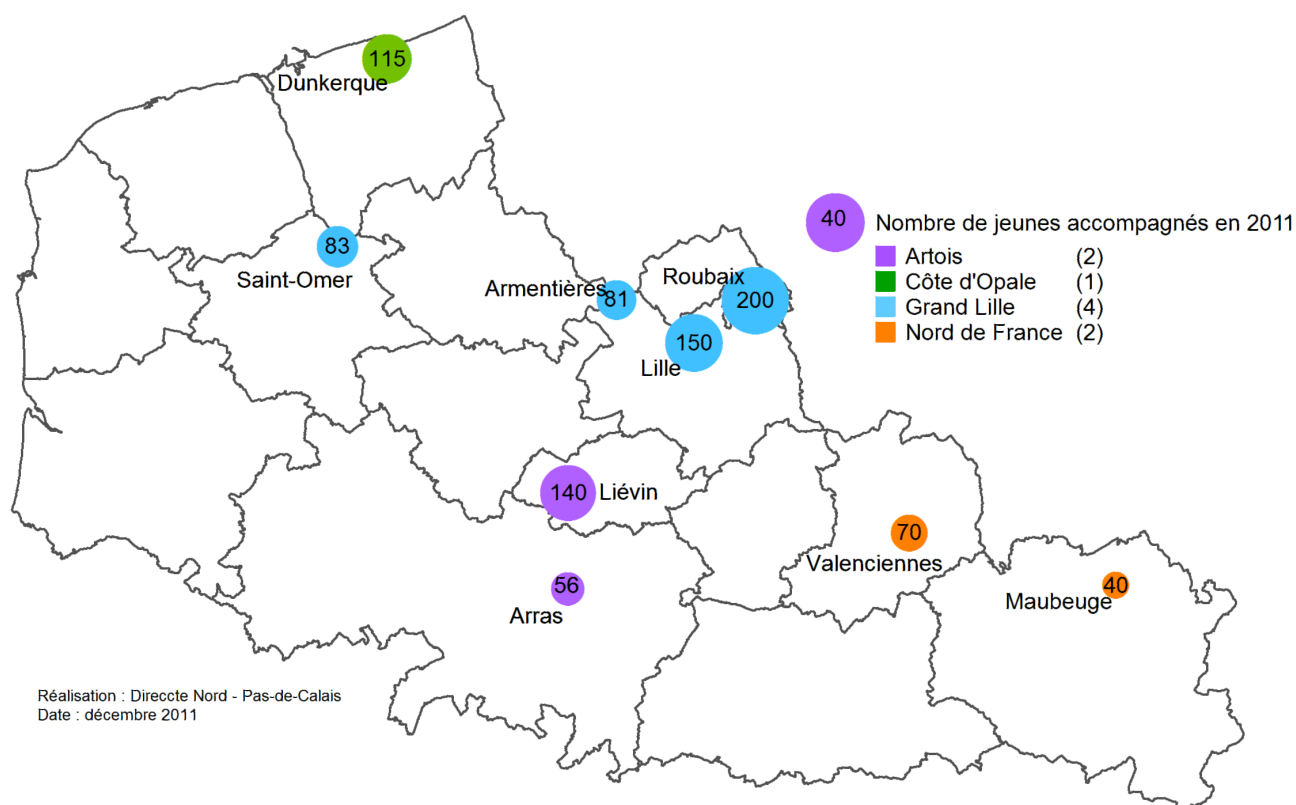 115
Dunkerque
83
Saint-Omer
Armentières
81
Roubaix
200
150
Lille
40
Nombre de jeunes accompagnés en 2011
Artois (2)
Côte d'Opale (1)
Grand Lille (4)
Nord de France (2)
140
Liévin
56
Arras
70
Valenciennes
40
Maubeuge
Réalisation : Direccte Nord - Pas-de-Calais
Date : décembre 2011